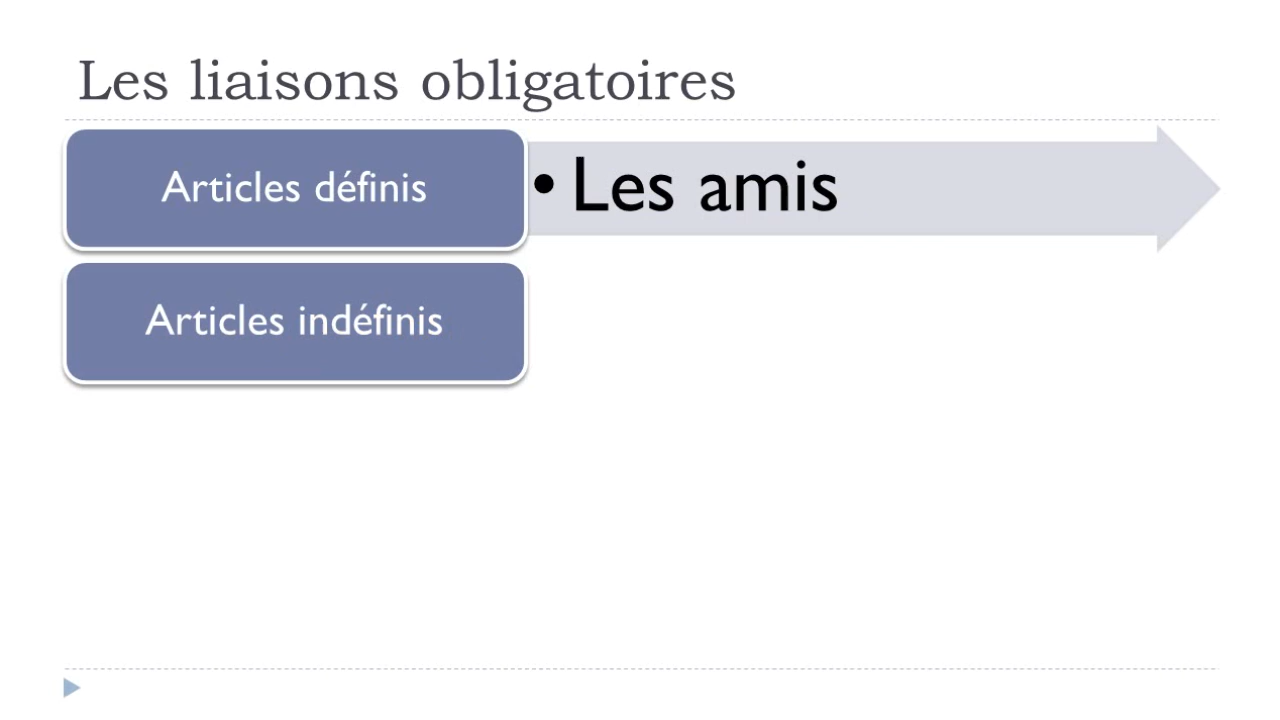 Les liaisons obligatoires
Articles définis
• Les amis
Articles indéfinis